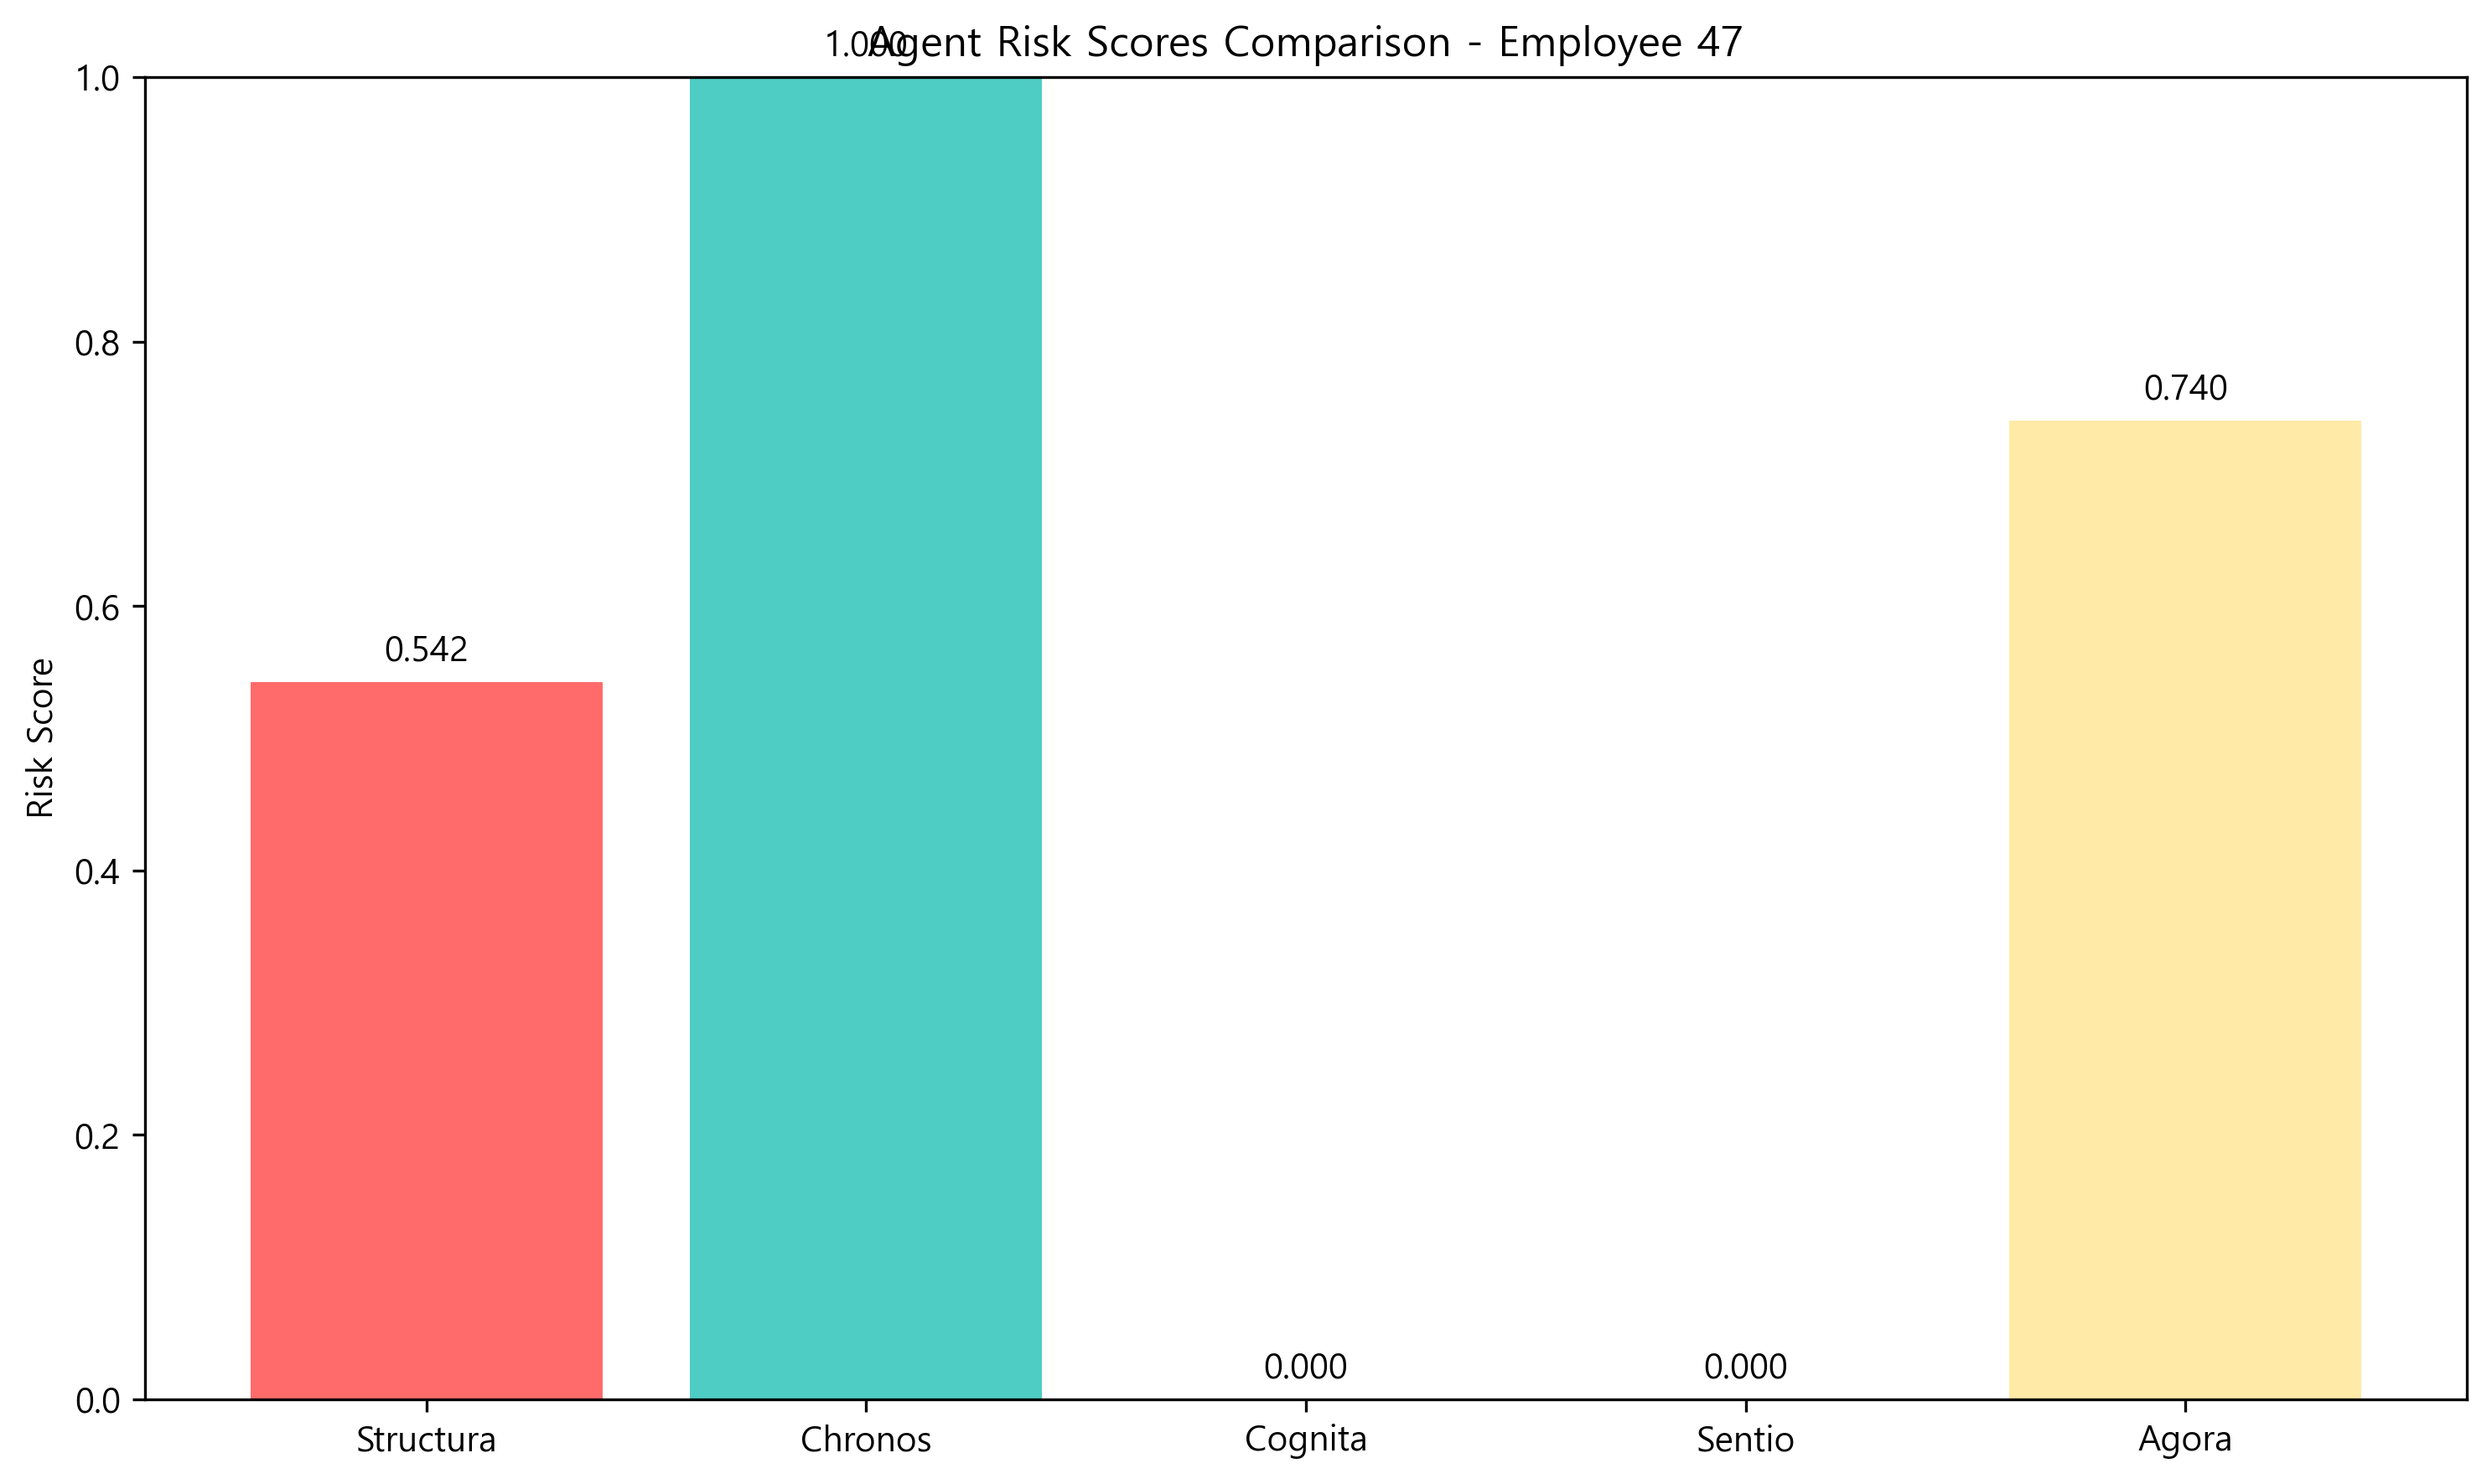 Agent Risk Scores Comparison - Employee 47
1.000
1.0
0.8
0.6
0.4
0.2
0.0
Risk Score
0.542
0.000
0.000
0.740
Structura
Chronos
Cognita
Sentio
Agora